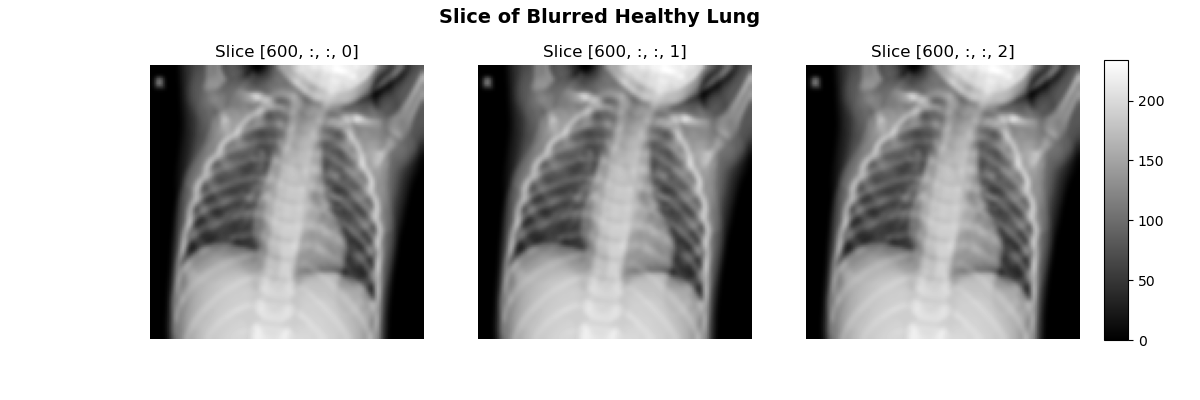 Slice of Blurred Healthy Lung
Slice [600, :, :, 0]
Slice [600, :, :, 1]
Slice [600, :, :, 2]
200
150
100
50
0